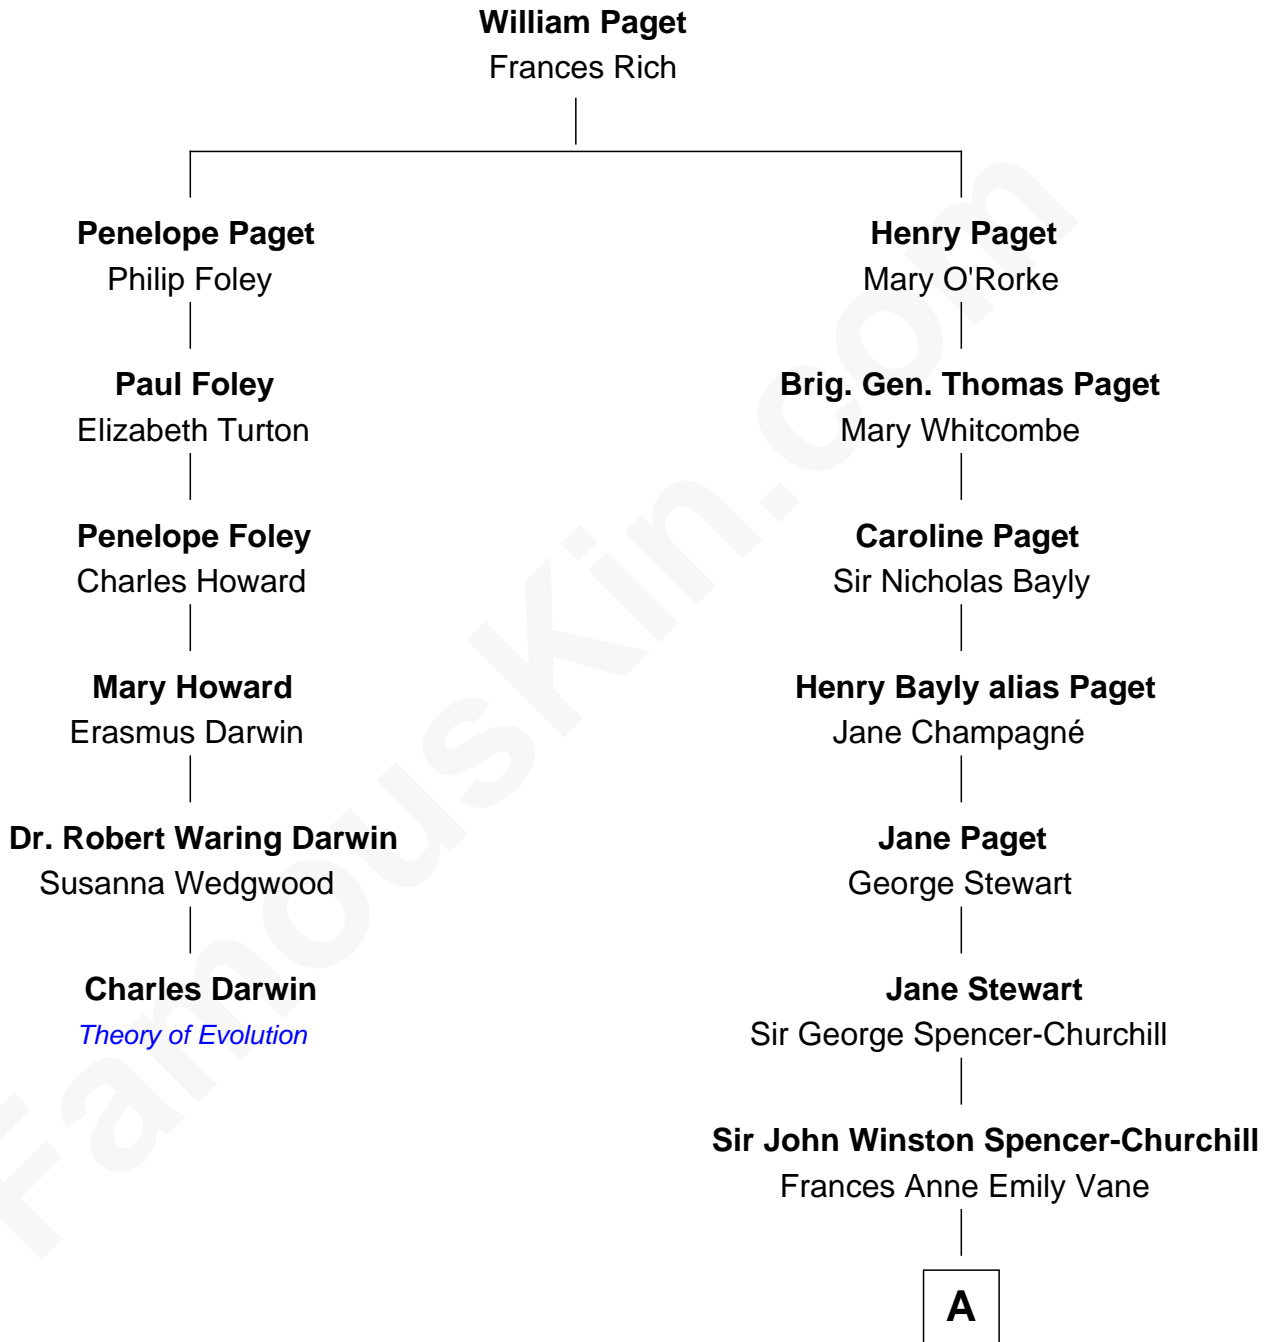 William Paget
Frances Rich
Penelope Paget
Philip Foley
Henry Paget
Mary O'Rorke
Paul Foley
Elizabeth Turton
Brig. Gen. Thomas Paget
Mary Whitcombe
Penelope Foley
Charles Howard
Caroline Paget
Sir Nicholas Bayly
Mary Howard
Erasmus Darwin
Henry Bayly alias Paget
Jane Champagné
Dr. Robert Waring Darwin
Susanna Wedgwood
Jane Paget
George Stewart
Charles Darwin
Theory of Evolution
Jane Stewart
Sir George Spencer-Churchill
Sir John Winston Spencer-Churchill
Frances Anne Emily Vane
A
FamousKin.com